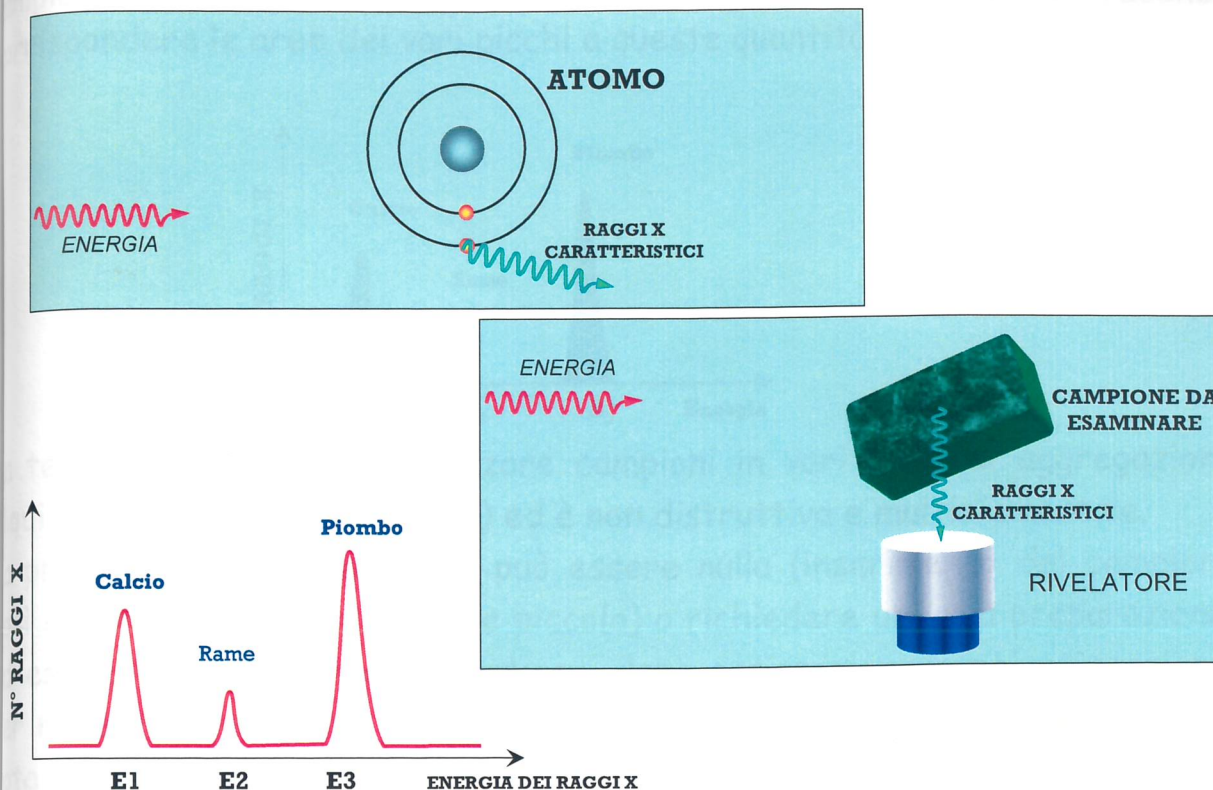 ATOMO
ENERGIA
RAGGI X
CARATTERISTICI
ENERGIA
CAMPIONE DA
ESAMINARE
RAGGI X
CARATTERISTICI
RIVELATORE
N° RAGGI X
Calcio
Rame
Piombo
E1 E2 E3 ENERGIA DEI RAGGI X